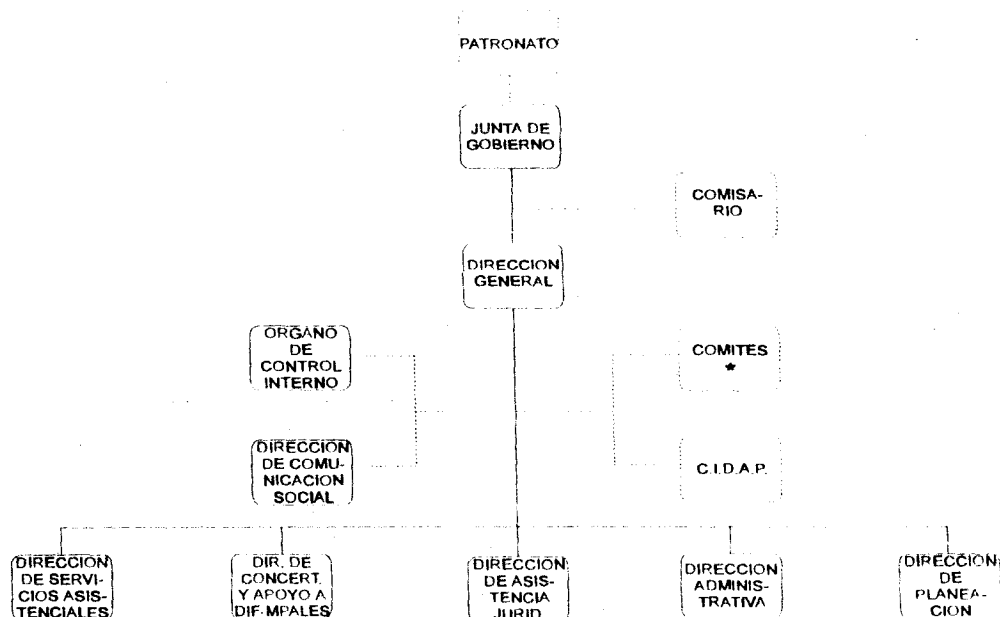 PATRONATO
JUNTA DE
GOBIERNO
COMISA-
RIO
DIRECCION
GENERAL
ORGANO
DE
CONTROL
INTERNO
COMITES
*
DIRECCION
DE COMU-
NICACION
SOCIAL
C.I.D.A.P.
DIRECCION
DE SERVI-
CIOS ASIS-
TENCIALES
DIR. DE
CONCERT.
Y APOYO A
DIF-MPALES
DIRECCION
DE ASIS-
TENCIA
JURID.
DIRECCION
ADMINIS-
TRATIVA
DIRECCION
DE
PLANEA-
CION